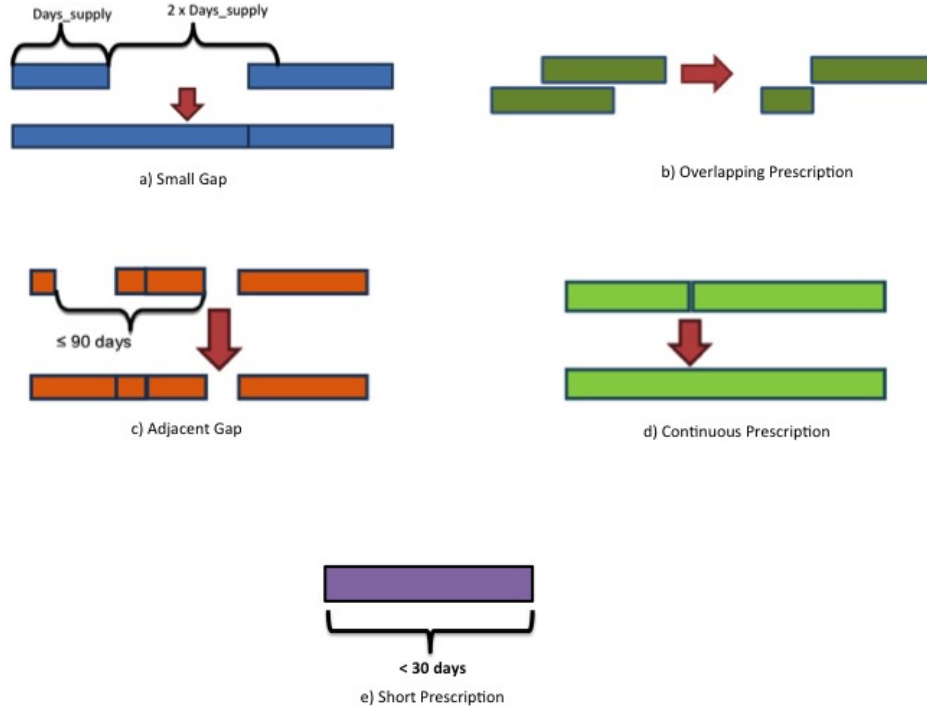 Days_supply
2 x Days_supply
a) Small Gap
b) Overlapping Prescription
≤ 90 days
c) Adjacent Gap
d) Continuous Prescription
< 30 days
e) Short Prescription